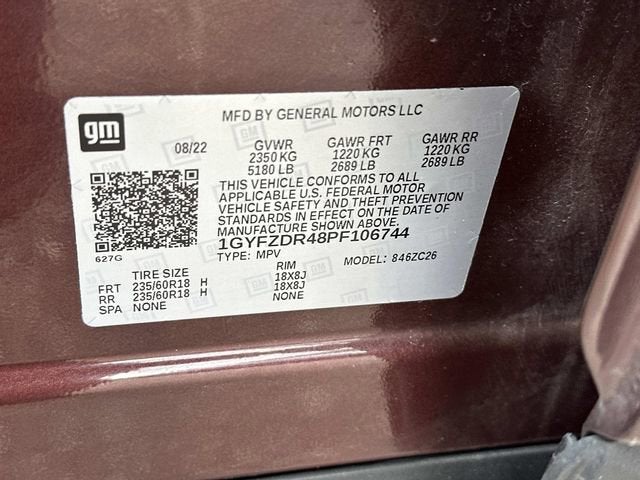 MFD BY GENERAL MOTORS LLC
gm
08/22 GVWR GAWR FRT GAWR RR
2350 KG 1220 KG 1220 KG
5180 LB 2689 LB 2689 LB
THIS VEHICLE CONFORMS TO ALL
APPLICABLE U.S. FEDERAL MOTOR
VEHICLE SAFETY AND THEFT PREVENTION
STANDARDS IN EFFECT ON THE DATE OF
MANUFACTURE SHOWN ABOVE.
1GYFZDR48PF106744
627G TYPE: MPV MODEL: 846ZC26
TIRE SIZE RIM
FRT 235/60R18 H 18X8J
RR 235/60R18 H 18X8J
SPA NONE NONE